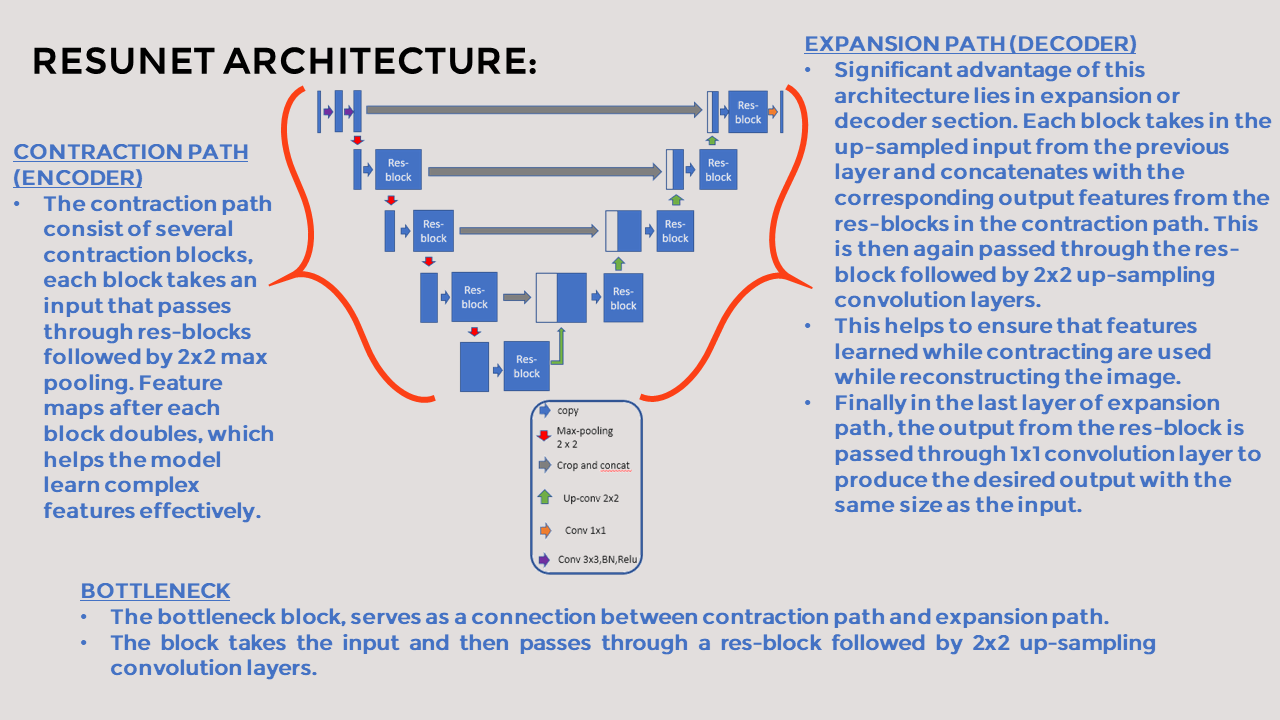 RESUNET ARCHITECTURE:
CONTRACTION PATH
(ENCODER)
• The contraction path
consist of several
contraction blocks,
each block takes an
input that passes
through res-blocks
followed by 2x2 max
pooling. Feature
maps after each
block doubles, which
helps the model
learn complex
features effectively.
Res-
block
Res-
block
Res-
block
Res-
block
Res-
block
Res-
block
Res-
block
Res-
block
Res-
block
copy
Max-pooling
2 x 2
Crop and concat
Up-conv 2x2
Conv 1x1
Conv 3x3,BN,Relu
EXPANSION PATH (DECODER)
• Significant advantage of this
architecture lies in expansion or
decoder section. Each block takes in the
up-sampled input from the previous
layer and concatenates with the
corresponding output features from the
res-blocks in the contraction path. This
is then again passed through the res-
block followed by 2x2 up-sampling
convolution layers.
• This helps to ensure that features
learned while contracting are used
while reconstructing the image.
• Finally in the last layer of expansion
path, the output from the res-block is
passed through 1x1 convolution layer to
produce the desired output with the
same size as the input.
BOTTLENECK
• The bottleneck block, serves as a connection between contraction path and expansion path.
• The block takes the input and then passes through a res-block followed by 2x2 up-sampling
convolution layers.